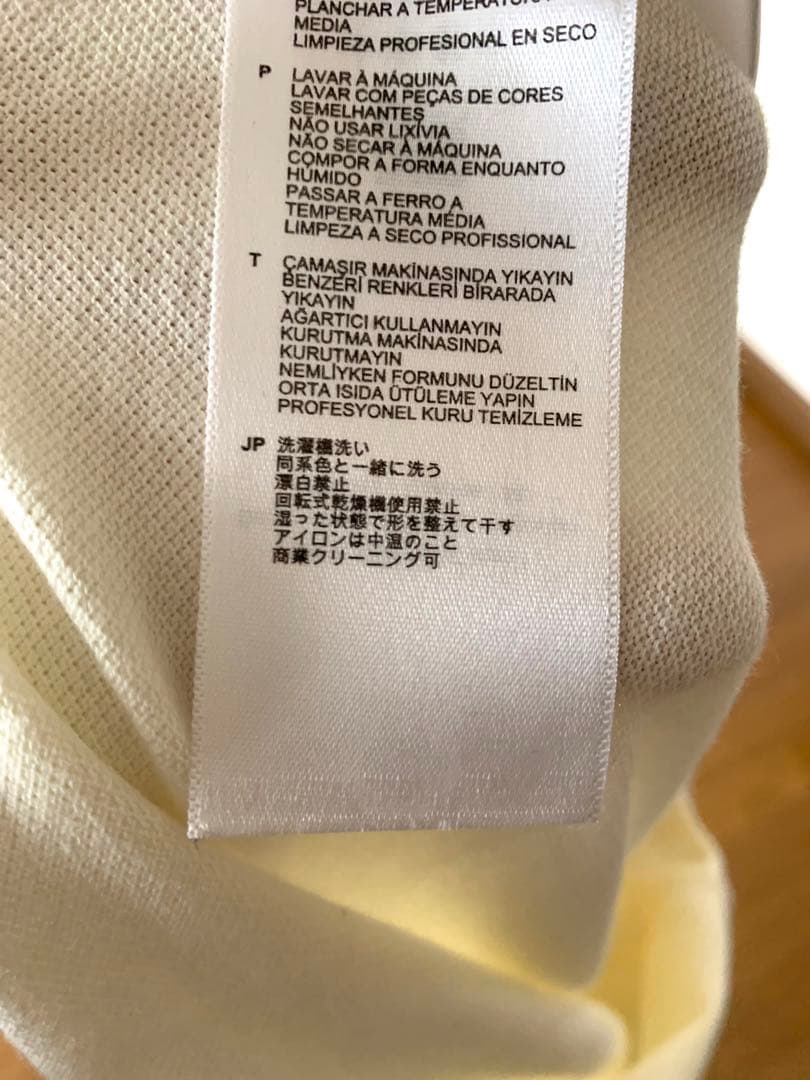 PLANCHAR A TEMPERATURA
MEDIA
LIMPIEZA PROFESIONAL EN SECO
P LAVAR À MÁQUINA
LAVAR COM PEÇAS DE CORES
SEMELHANTES
NÃO USAR LIXÍVIA
NÃO SECAR À MÁQUINA
COMPOR A FORMA ENQUANTO
HÚMIDO
PASSAR A FERRO A
TEMPERATURA MÉDIA
LIMPEZA A SECO PROFISSIONAL
T ÇAMAŞIR MAKİNASINDA YIKAYIN
BENZERİ RENKLERİ BİRARADA
YIKAYIN
AĞARTICI KULLANMAYIN
KURUTMA MAKİNASINDA
KURUTMAYIN
NEMLİYKEN FORMUNU DÜZELTİN
ORTA ISIDA ÜTÜLEME YAPIN
PROFESYONEL KURU TEMİZLEME
JP 洗濯機洗い
同系色と一緒に洗う
漂白禁止
回転式乾燥機使用禁止
湿った状態で形を整えて干す
アイロンは中温のこと
商業クリーニング可